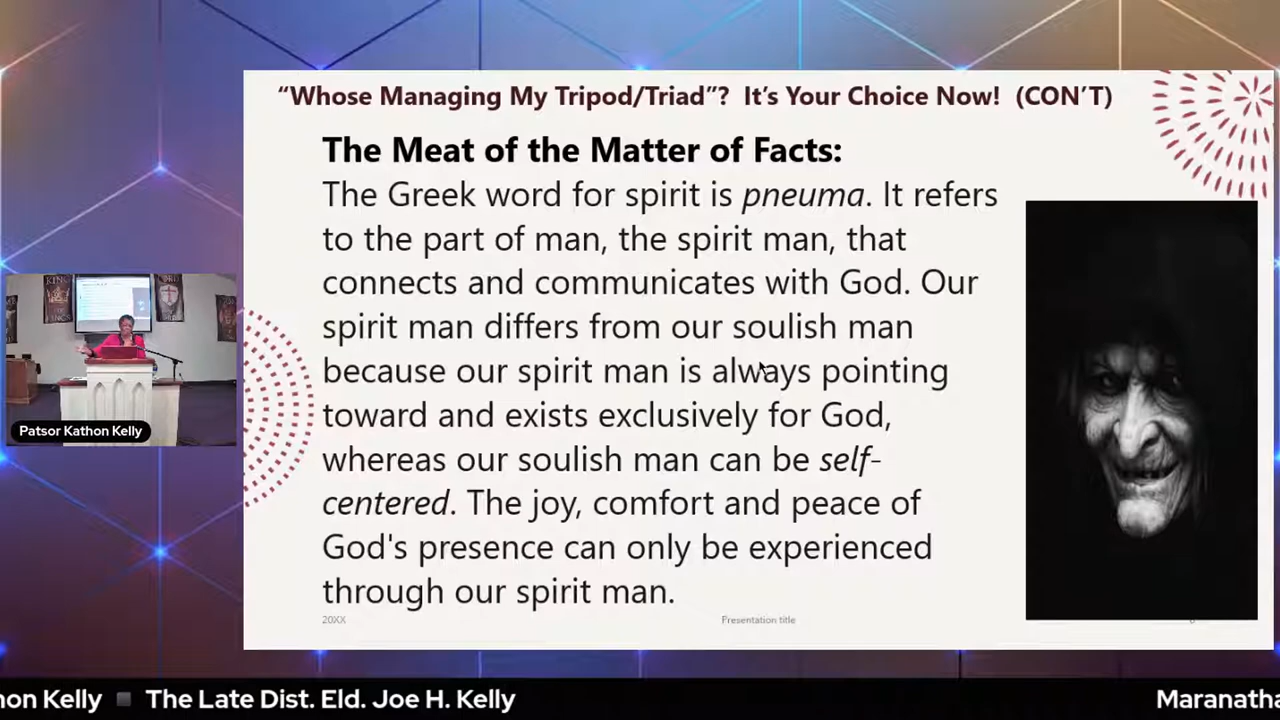 “Whose Managing My Tripod/Triad”? It’s Your Choice Now! (CON’T)
The Meat of the Matter of Facts:
The Greek word for spirit is pneuma. It refers
to the part of man, the spirit man, that
connects and communicates with God. Our
spirit man differs from our soulish man
because our spirit man is always pointing
toward and exists exclusively for God,
whereas our soulish man can be self-
centered. The joy, comfort and peace of
God's presence can only be experienced
through our spirit man.
20XX
Presentation title
Patsor Kathon Kelly
hon Kelly ▪ The Late Dist. Eld. Joe H. Kelly
Maranatha